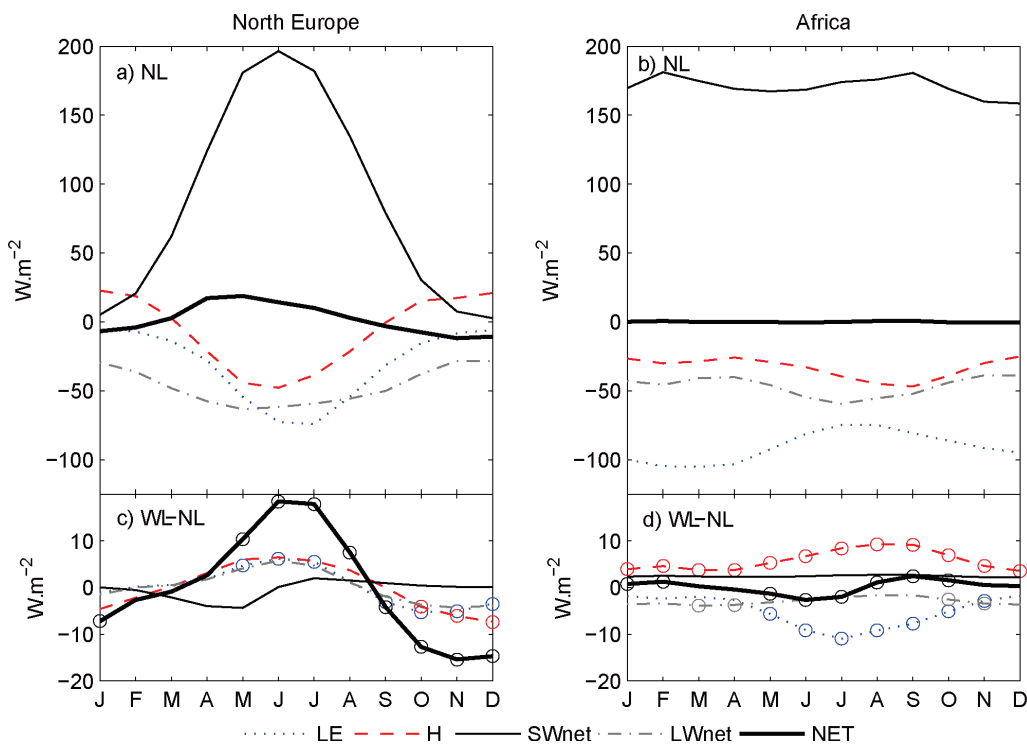 North Europe
Africa
200
150
100
50
0
−50
−100
W.m−2
a) NL
200
150
100
50
0
−50
−100
W.m−2
b) NL
10
0
−10
−20
W.m−2
c) WL−NL
J F M A M J J A S O N D
10
0
−10
−20
W.m−2
d) WL−NL
J F M A M J J A S O N D
LE H SWnet LWnet NET